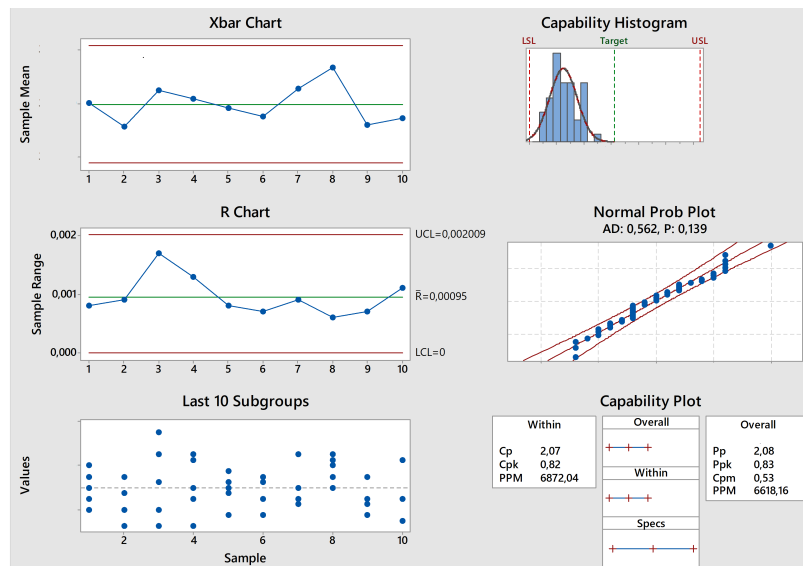 Xbar Chart
Sample Mean
1 2 3 4 5 6 7 8 9 10
Capability Histogram
LSL Target USL
R Chart
Sample Range
0,002
0,001
0,000
UCL=0,002009
R̄=0,00095
LCL=0
1 2 3 4 5 6 7 8 9 10
Normal Prob Plot
AD: 0,562, P: 0,139
Last 10 Subgroups
Values
2 4 6 8 10
Sample
Capability Plot
Within
Cp 2,07
Cpk 0,82
PPM 6872,04
Overall
Within
Specs
Overall
Pp 2,08
Ppk 0,83
Cpm 0,53
PPM 6618,16